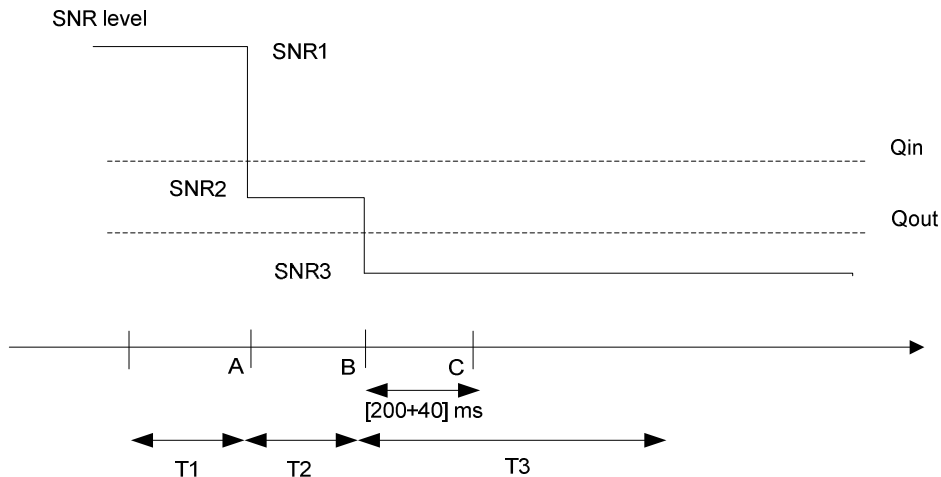 SNR level
SNR1
Qin
SNR2
Qout
SNR3
A
B
C
[200+40] ms
T1
T2
T3